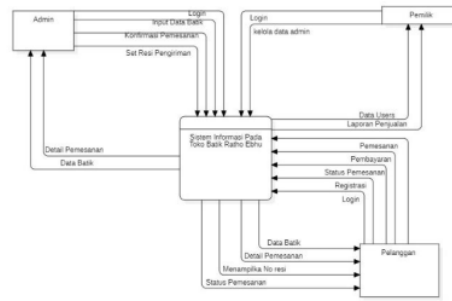 Admin
Login
Input Data Batik
Konfirmasi Pemesanan
Set Resi Pengiriman
Login
kelola data admin
Pemilik
Data Users
Laporan Penjualan
Sistem Informasi Pada
Toko Batik Ratho Ebhu
Detail Pemesanan
Data Batik
Pemesanan
Pembayaran
Status Pemesanan
Registrasi
Login
Data Batik
Detail Pemesanan
Menampilka No resi
Status Pemesanan
Pelanggan